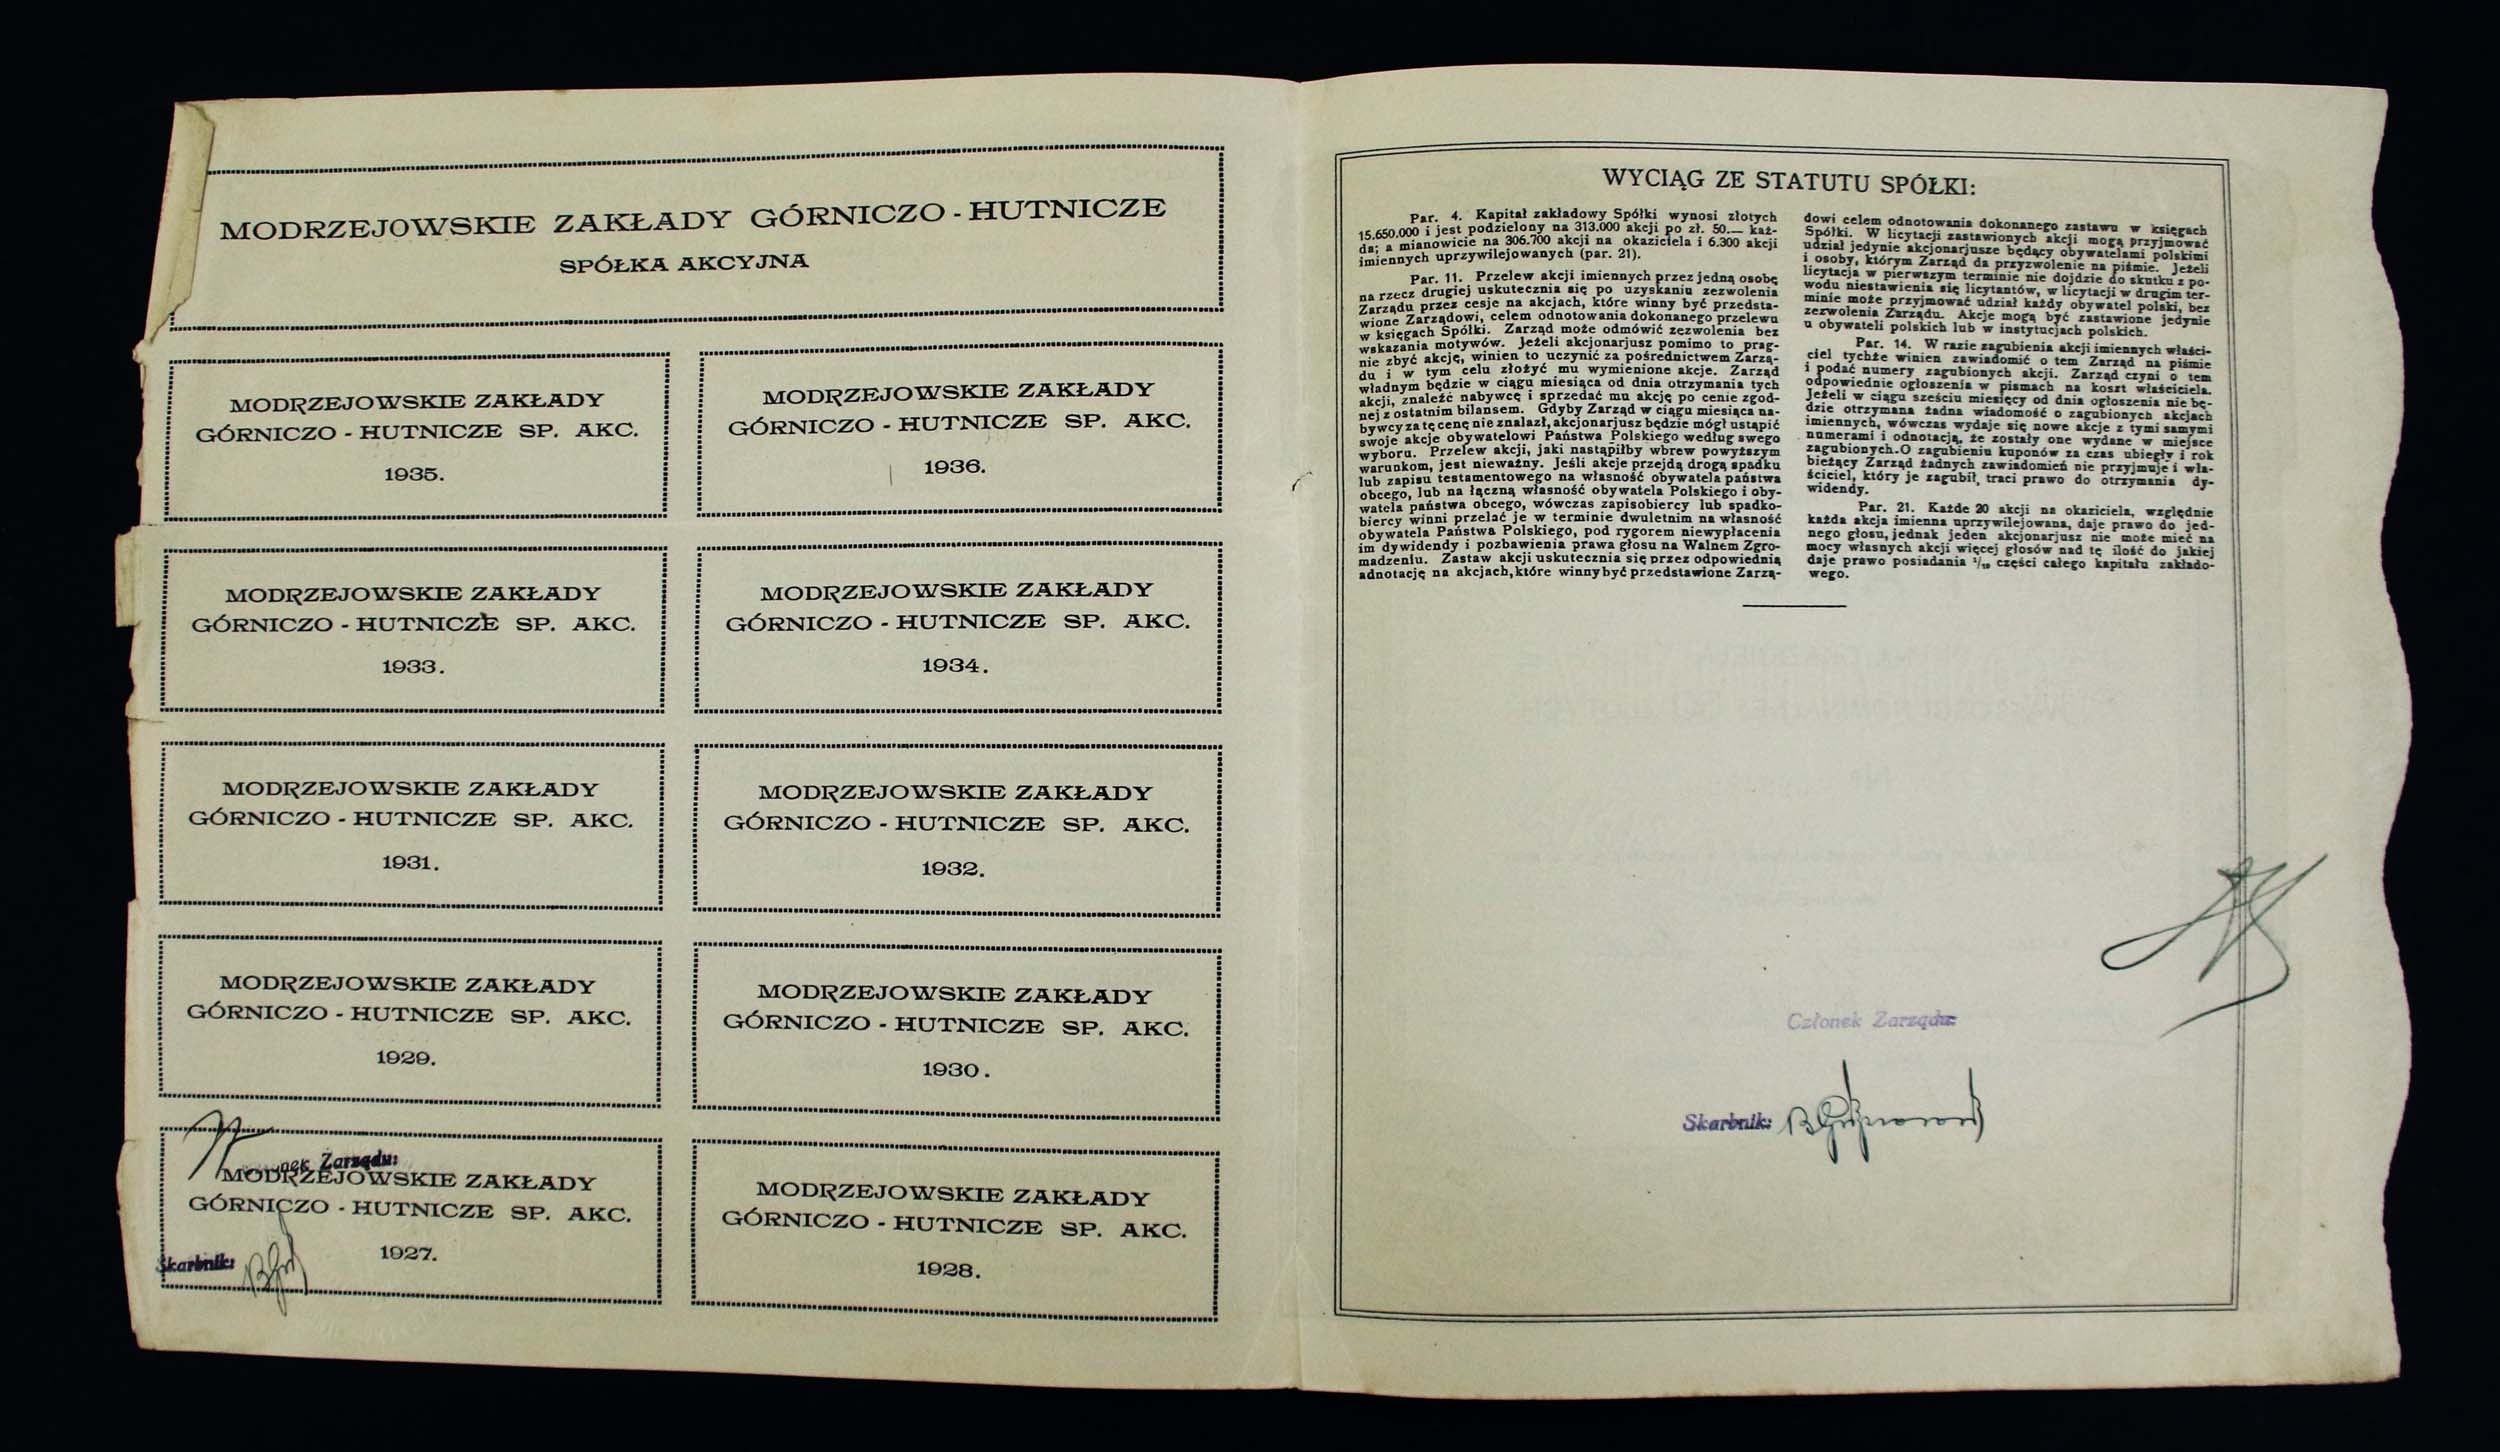 MODRZEJOWSKIE ZAKŁADY GÓRNICZO - HUTNICZE
SPÓŁKA AKCYJNA
MODRZEJOWSKIE ZAKŁADY
GÓRNICZO - HUTNICZE SP. AKC.
1935.
MODRZEJOWSKIE ZAKŁADY
GÓRNICZO - HUTNICZE SP. AKC.
1936.
MODRZEJOWSKIE ZAKŁADY
GÓRNICZO - HUTNICZE SP. AKC.
1933.
MODRZEJOWSKIE ZAKŁADY
GÓRNICZO - HUTNICZE SP. AKC.
1934.
MODRZEJOWSKIE ZAKŁADY
GÓRNICZO - HUTNICZE SP. AKC.
1931.
MODRZEJOWSKIE ZAKŁADY
GÓRNICZO - HUTNICZE SP. AKC.
1932.
MODRZEJOWSKIE ZAKŁADY
GÓRNICZO - HUTNICZE SP. AKC.
1929.
MODRZEJOWSKIE ZAKŁADY
GÓRNICZO - HUTNICZE SP. AKC.
1930.
Zarządu:
MODRZEJOWSKIE ZAKŁADY
GÓRNICZO - HUTNICZE SP. AKC.
1927.
Skarbnik:
MODRZEJOWSKIE ZAKŁADY
GÓRNICZO - HUTNICZE SP. AKC.
1928.
WYCIĄG ZE STATUTU SPÓŁKI:
Par. 4. Kapitał zakładowy Spółki wynosi złotych
15.650.000 i jest podzielony na 313.000 akcji po zł. 50.— każ-
da; a mianowicie na 306.700 akcji na okaziciela i 6.300 akcji
imiennych uprzywilejowanych (par. 21).
Par. 11. Przelew akcji imiennych przez jedną osobę
na rzecz drugiej uskutecznia się po uzyskaniu zezwolenia
Zarządu przez cesje na akcjach, które winny być przedsta-
wione Zarządowi, celem odnotowania dokonanego przelewu
w księgach Spółki. Zarząd może odmówić zezwolenia bez
wskazania motywów. Jeżeli akcjonarjusz pomimo to prag-
nie zbyć akcję, winien to uczynić za pośrednictwem Zarzą-
du i w tym celu złożyć mu wymienione akcje. Zarząd
władnym będzie w ciągu miesiąca od dnia otrzymania tych
akcji, znaleźć nabywcę i sprzedać mu akcję po cenie zgod-
nej z ostatnim bilansem. Gdyby Zarząd w ciągu miesiąca na-
bywcy za tę cenę nie znalazł, akcjonarjusz będzie mógł ustąpić
swoje akcje obywatelowi Państwa Polskiego według swego
wyboru. Przelew akcji, jaki nastąpiłby wbrew powyższym
warunkom, jest nieważny. Jeśli akcje przejdą drogą spadku
lub zapisu testamentowego na własność obywatela państwa
obcego, lub na łączną własność obywatela Polskiego i oby-
watela państwa obcego, wówczas zapisobiercy lub spadko-
biercy winni przelać je w terminie dwuletnim na własność
obywatela Państwa Polskiego, pod rygorem niewypłacenia
im dywidendy i pozbawienia prawa głosu na Walnem Zgro-
madzeniu. Zastaw akcji uskutecznia się przez odpowiednią
adnotację na akcjach, które winny być przedstawione Zarzą-
dowi celem odnotowania dokonanego zastawu w księgach
Spółki. W licytacji zastawionych akcji mogą przyjmować
udział jedynie akcjonarjusze będący obywatelami polskimi
i osoby, którym Zarząd da przyzwolenie na piśmie. Jeżeli
licytacja w pierwszym terminie nie dojdzie do skutku z po-
wodu niestawienia się licytantów, w licytacji w drugim ter-
minie może przyjmować udział każdy obywatel polski, bez
zezwolenia Zarządu. Akcje mogą być zastawione jedynie
u obywateli polskich lub w instytucjach polskich.
Par. 14. W razie zagubienia akcji imiennych właści-
ciel tychże winien zawiadomić o tem Zarząd na piśmie
i podać numery zagubionych akcji. Zarząd czyni o tem
odpowiednie ogłoszenia w pismach na koszt właściciela.
Jeżeli w ciągu sześciu miesięcy od dnia ogłoszenia nie bę-
dzie otrzymana żadna wiadomość o zagubionych akcjach
imiennych, wówczas wydaje się nowe akcje z tymi samymi
numerami i odnotacją, że zostały one wydane w miejsce
zagubionych. O zagubieniu kuponów za czas ubiegły i rok
bieżący Zarząd żadnych zawiadomień nie przyjmuje i wła-
ściciel, który je zagubił, traci prawo do otrzymania dy-
widendy.
Par. 21. Każde 20 akcji na okaziciela, względnie
każda akcja imienna uprzywilejowana, daje prawo do jed-
nego głosu, jednak jeden akcjonarjusz nie może mieć na
mocy własnych akcji więcej głosów nad tę ilość do jakiej
daje prawo posiadania 1/10 części całego kapitału zakłado-
wego.
Członek Zarządu:
Skarbnik: